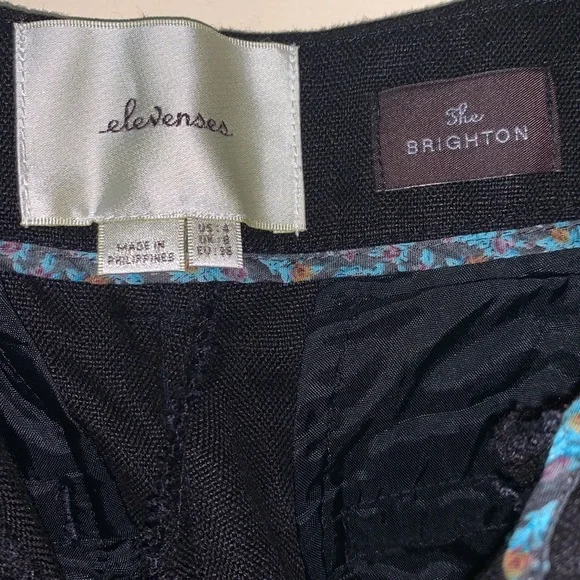 elevenses
The
BRIGHTON
MADE IN
PHILIPPINES
US: 4
UK: 8
EU: 36